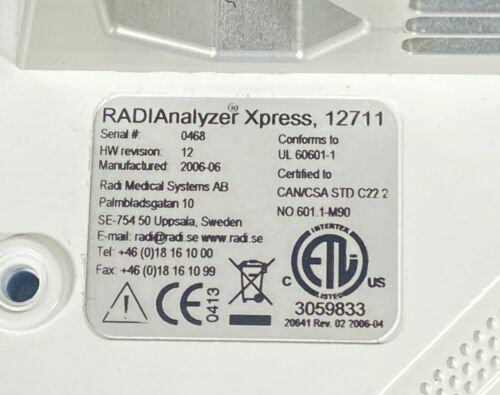 RADIAnalyzer® Xpress, 12711
Serial #: 0468
HW revision: 12
Manufactured: 2006-06
Radi Medical Systems AB
Palmbladsgatan 10
SE-754 50 Uppsala, Sweden
E-mail: radi@radi.se www.radi.se
Tel: +46 (0)18 16 10 00
Fax: +46 (0)18 16 10 99
Conforms to
UL 60601-1
Certified to
CAN/CSA STD C22.2
NO 601.1-M90
CE 0413
INTERTEK
C ETL US
LISTED
3059833
20641 Rev. 02 2006-04